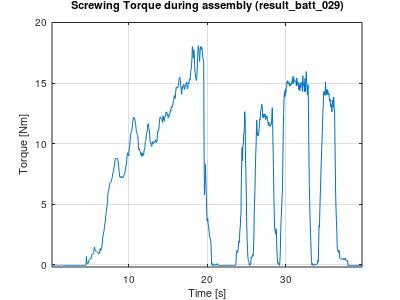 Screwing Torque during assembly (result_batt_029)
20
15
10
5
0
Torque [Nm]
10 20 30
Time [s]